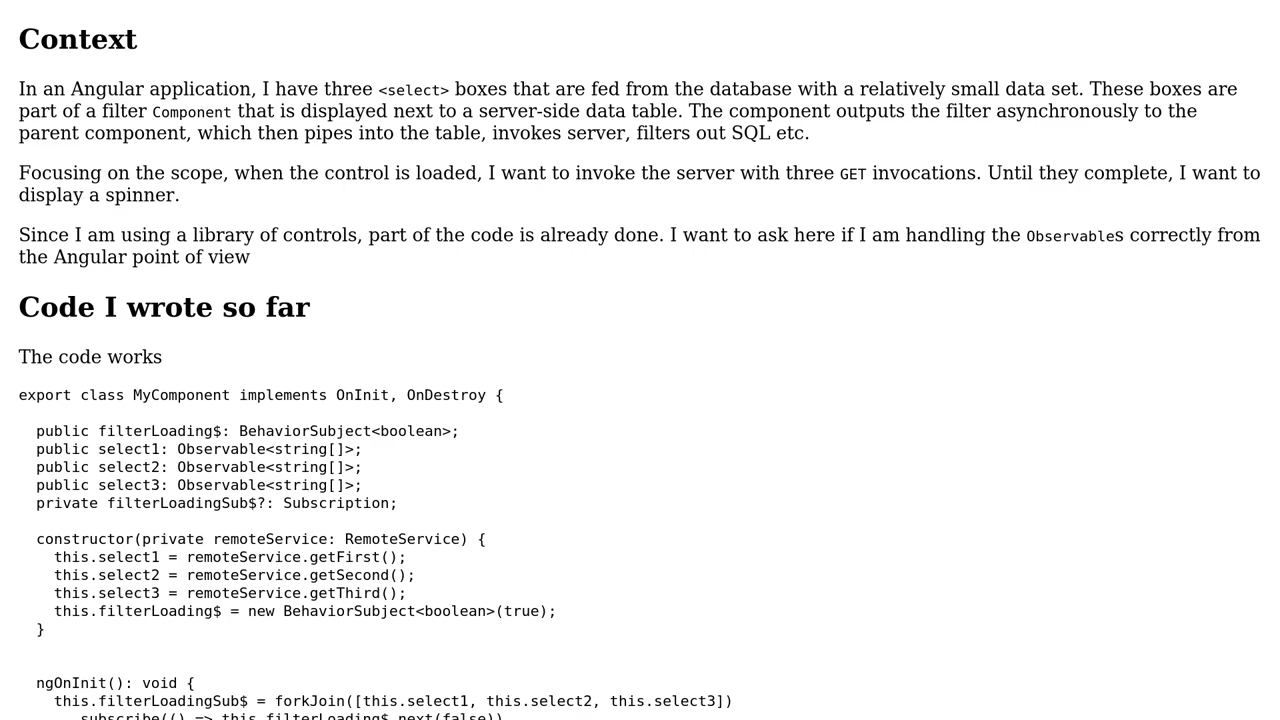 Context
In an Angular application, I have three <select> boxes that are fed from the database with a relatively small data set. These boxes are
part of a filter Component that is displayed next to a server-side data table. The component outputs the filter asynchronously to the
parent component, which then pipes into the table, invokes server, filters out SQL etc.
Focusing on the scope, when the control is loaded, I want to invoke the server with three GET invocations. Until they complete, I want to
display a spinner.
Since I am using a library of controls, part of the code is already done. I want to ask here if I am handling the Observables correctly from
the Angular point of view
Code I wrote so far
The code works
export class MyComponent implements OnInit, OnDestroy {
  public filterLoading$: BehaviorSubject<boolean>;
  public select1: Observable<string[]>;
  public select2: Observable<string[]>;
  public select3: Observable<string[]>;
  private filterLoadingSub$?: Subscription;
  constructor(private remoteService: RemoteService) {
    this.select1 = remoteService.getFirst();
    this.select2 = remoteService.getSecond();
    this.select3 = remoteService.getThird();
    this.filterLoading$ = new BehaviorSubject<boolean>(true);
  }
  ngOnInit(): void {
    this.filterLoadingSub$ = forkJoin([this.select1, this.select2, this.select3])
      .subscribe(() => this.filterLoading$.next(false))